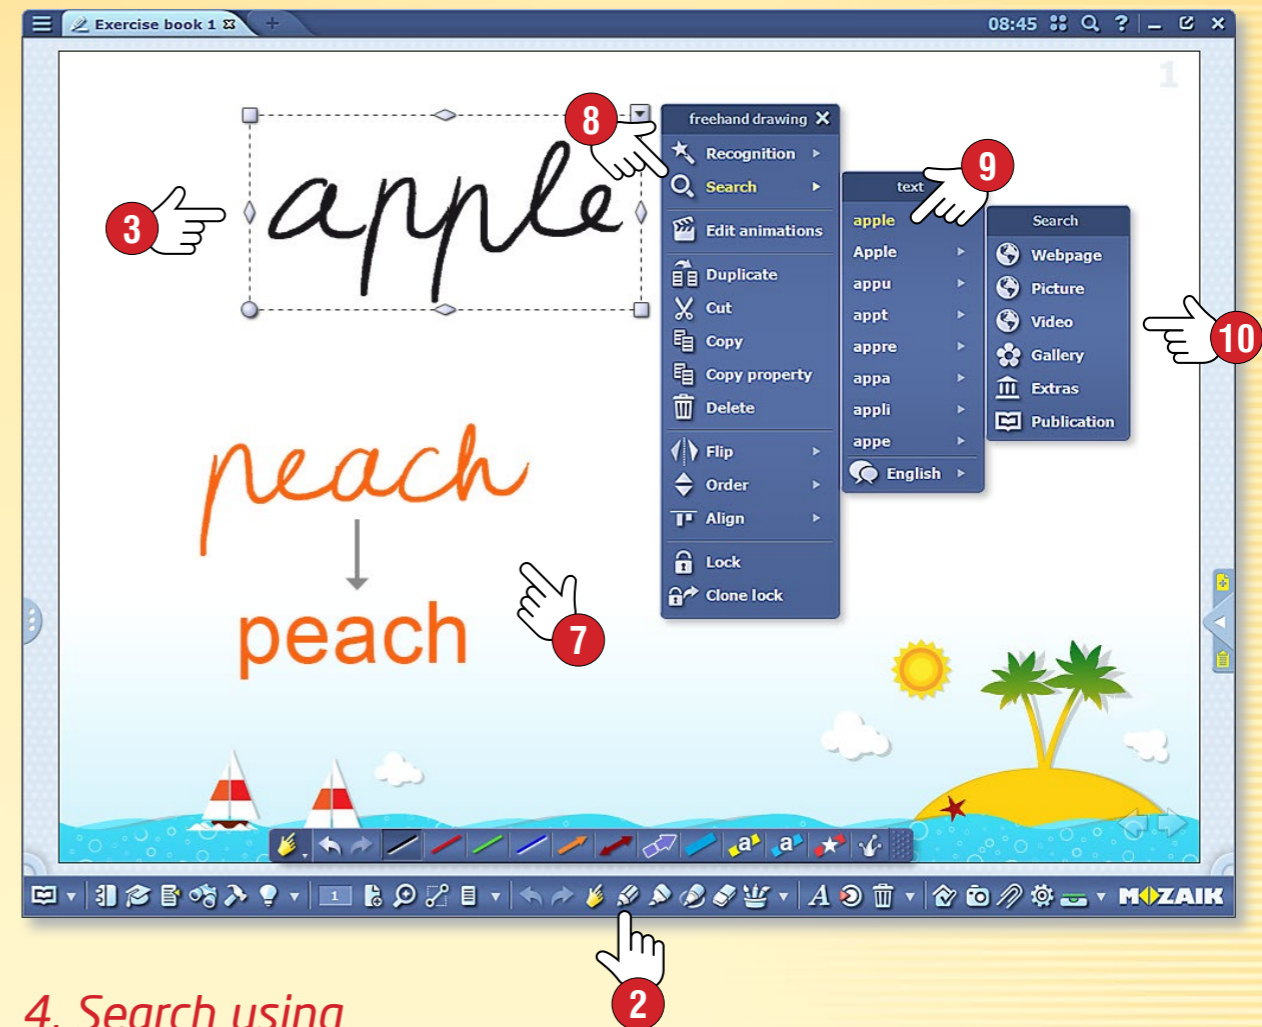 Exercise book 1
08:45
1
apple
3
8
freehand drawing
Recognition
Search
Edit animations
Duplicate
Cut
Copy
Copy property
Delete
Flip
Order
Align
Lock
Clone lock
9
text
apple
Apple
appu
appt
appre
appa
appli
appe
English
Search
Webpage
Picture
Video
Gallery
Extras
Publication
10
peach
peach
7
a a
1 A MOZAIK
2
4. Search using